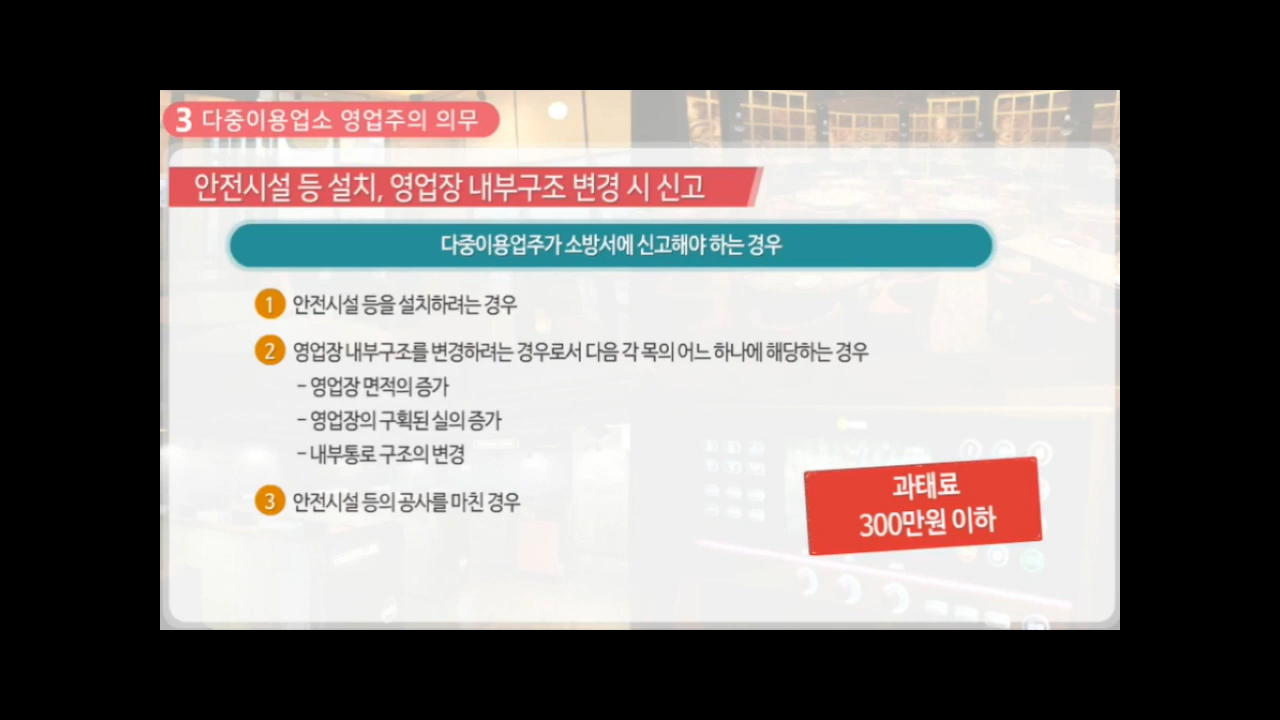 3 다중이용업소 영업주의 의무
안전시설 등 설치, 영업장 내부구조 변경 시 신고
다중이용업주가 소방서에 신고해야 하는 경우
1 안전시설 등을 설치하려는 경우
2 영업장 내부구조를 변경하려는 경우로서 다음 각 목의 어느 하나에 해당하는 경우
- 영업장 면적의 증가
- 영업장의 구획된 실의 증가
- 내부통로 구조의 변경
3 안전시설 등의 공사를 마친 경우
과태료
300만원 이하